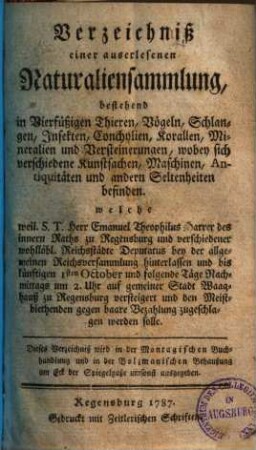 Verzeichniß
einer auserlesenen
Naturaliensammlung,
bestehend
in Vierfüßigen Thieren, Vögeln, Schlan-
gen, Insekten, Conchylien, Korallen, Mi-
neralien und Versteinerungen, wobey sich
verschiedene Kunstsachen, Maschinen, An-
tiquitäten und andern Seltenheiten
befinden.
welche
weil. S. T. Herr Emanuel Theophilus Harrer des
innern Raths zu Regensburg und verschiedener
wohllöbl. Reichsstädte Deputatus bey der allge-
meinen Reichsversammlung hinterlassen und bis
künftigen 1sten October und folgende Täge Nach-
mittags um 2. Uhr auf gemeiner Stadt Waag-
hauß zu Regensburg versteigert und den Meist-
biethenden gegen baare Bezahlung zugeschla-
gen werden solle.
Dieses Verzeichniß wird in der Montagischen Buch-
handlung und in der Bolzmanischen Behausung
am Eck der Spiegelgaße umsonst ausgegeben.
Regensburg 1787.
Gedruckt mit Zeitlerischen Schriften
AUGSBURG